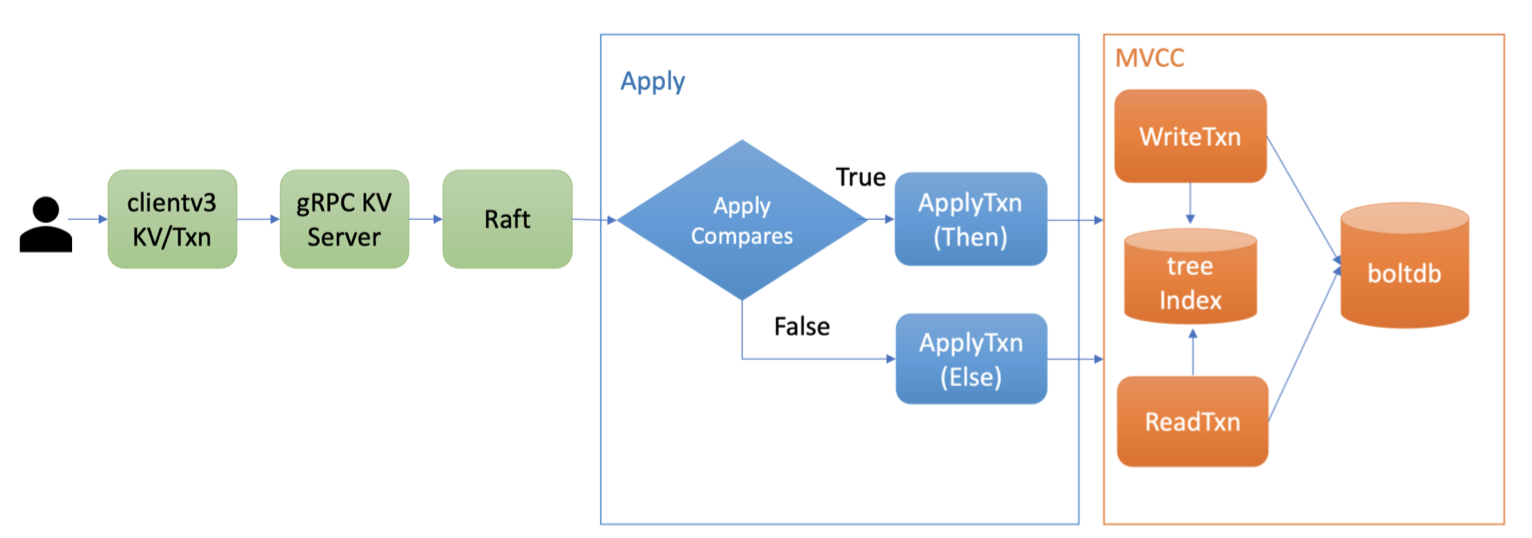 clientv3
KV/Txn
gRPC KV
Server
Raft
Apply
Apply
Compares
True
False
ApplyTxn
(Then)
ApplyTxn
(Else)
MVCC
WriteTxn
tree
Index
ReadTxn
boltdb